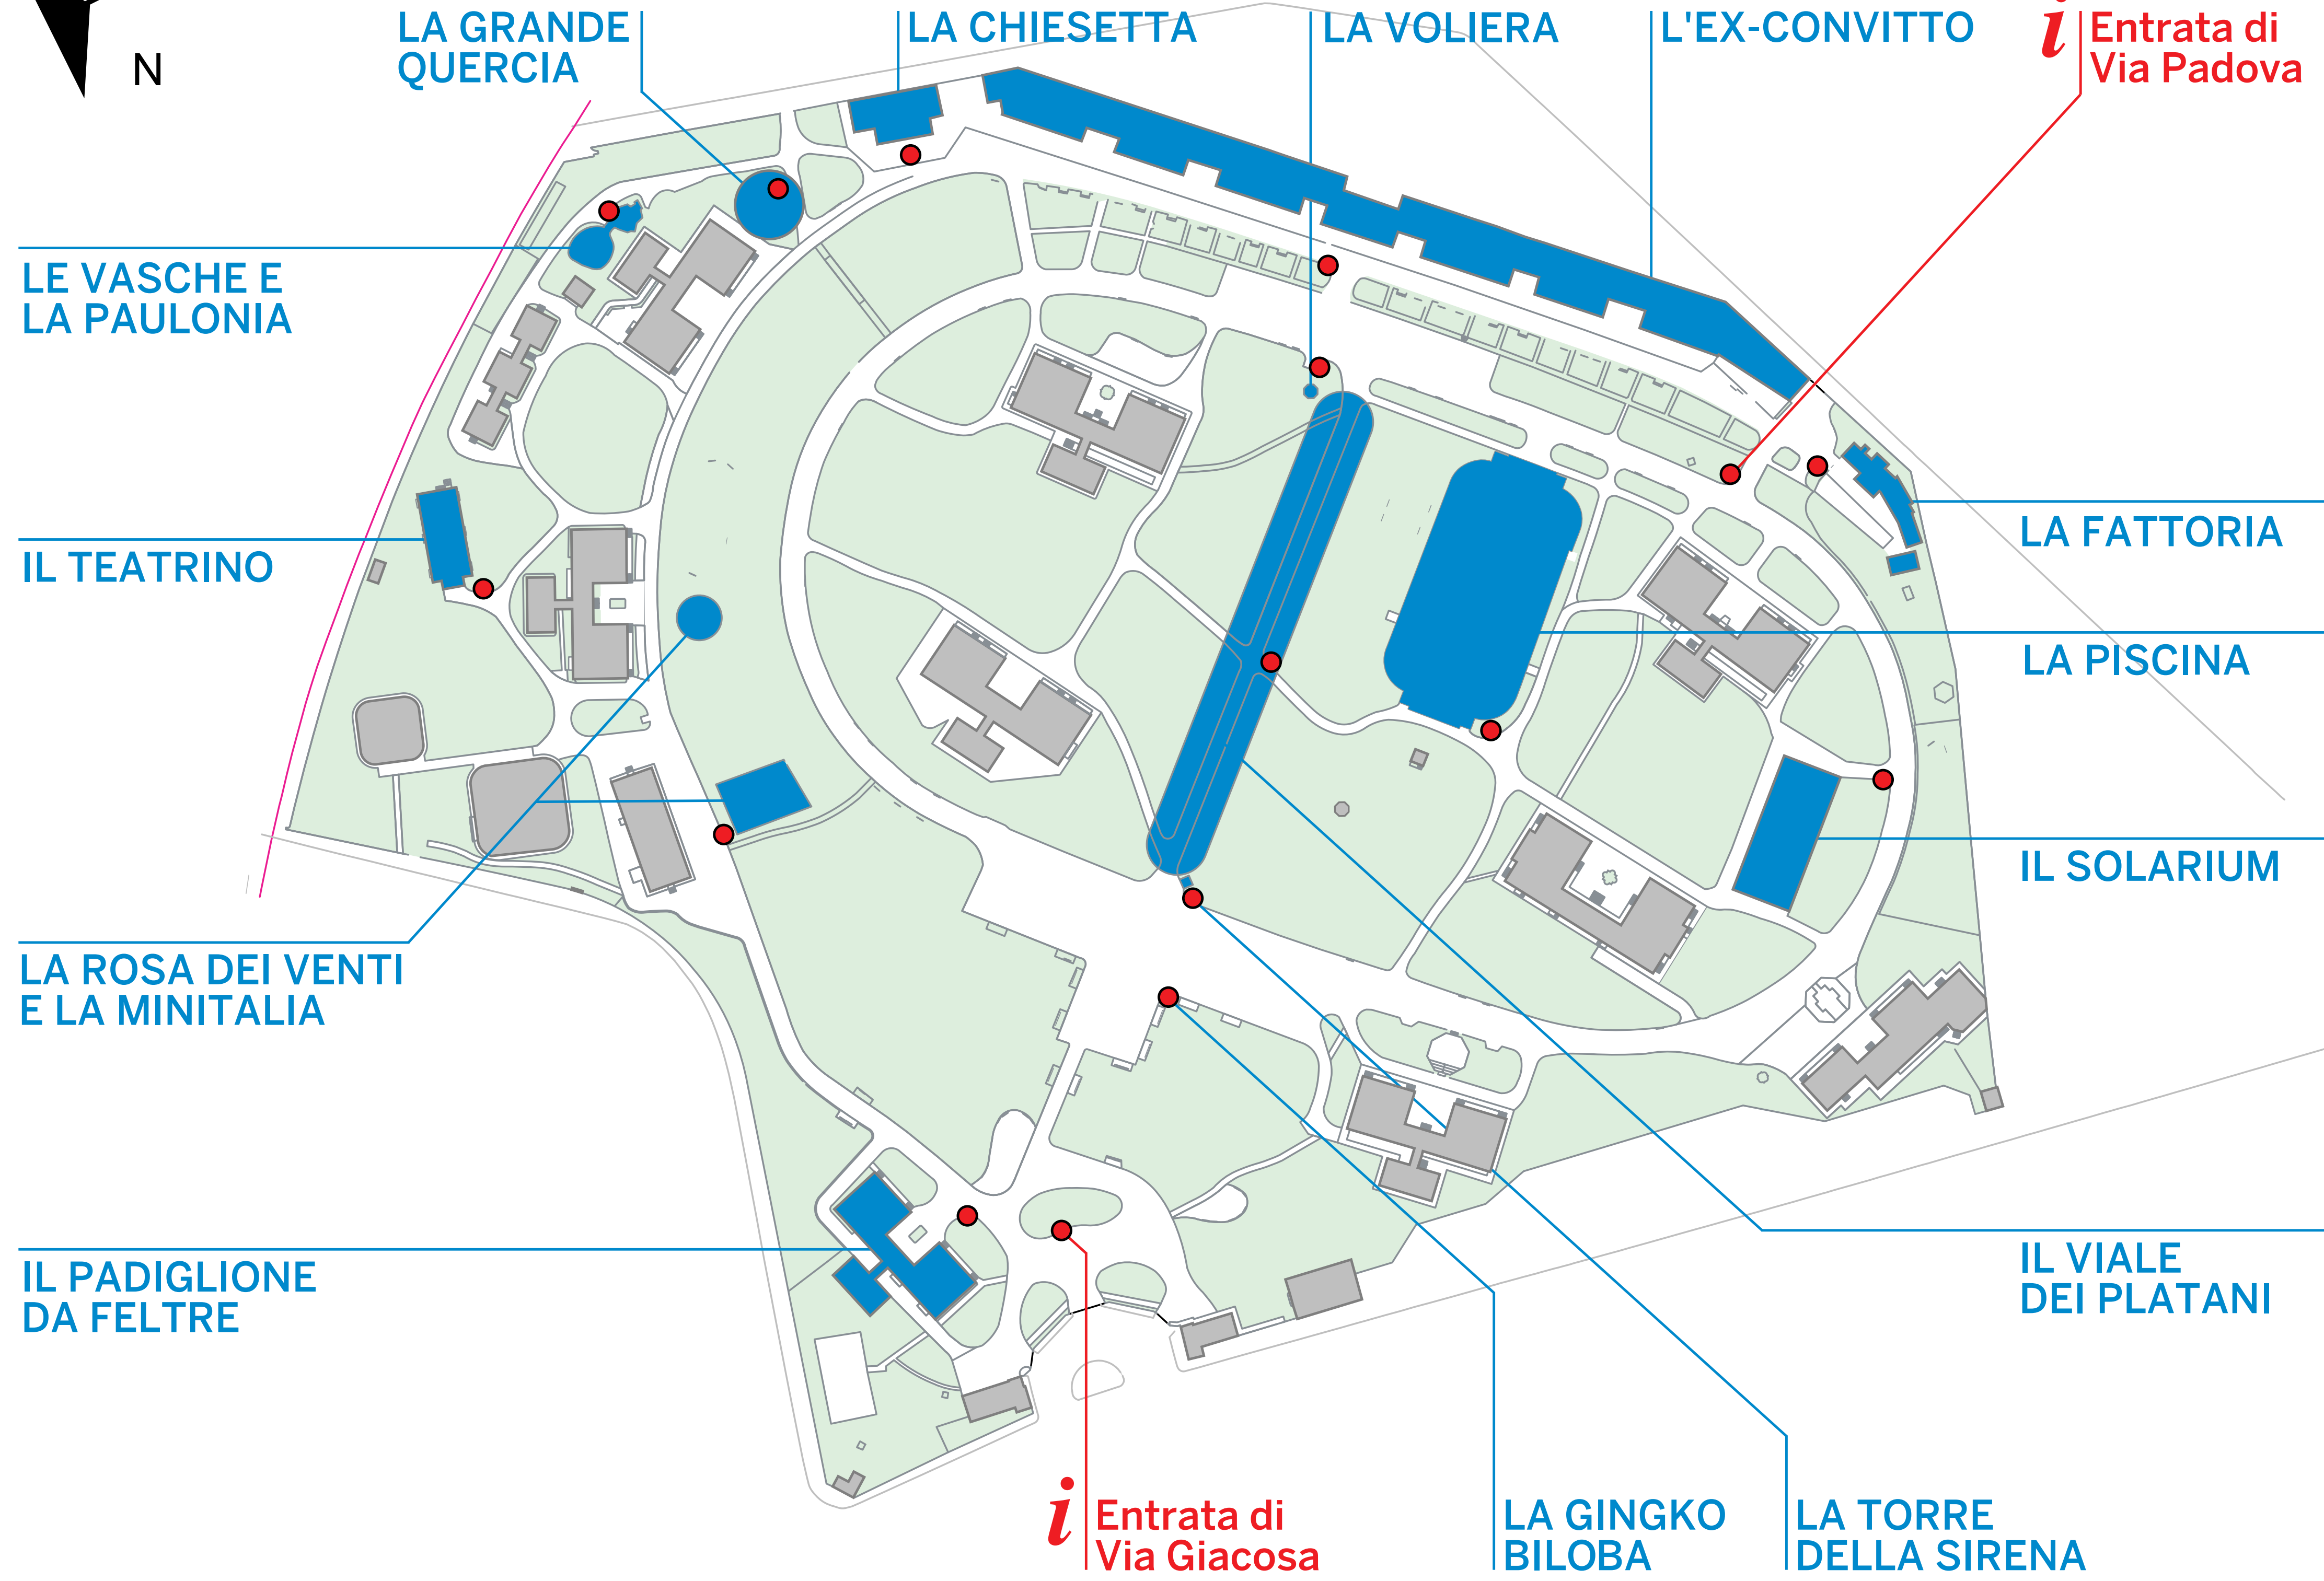 N
LA GRANDE
QUERCIA
LA CHIESETTA
LA VOLIERA
L'EX-CONVITTO
i
Entrata di
Via Padova
LE VASCHE E
LA PAULONIA
LA FATTORIA
IL TEATRINO
LA PISCINA
IL SOLARIUM
LA ROSA DEI VENTI
E LA MINITALIA
IL VIALE
DEI PLATANI
IL PADIGLIONE
DA FELTRE
i
Entrata di
Via Giacosa
LA GINGKO
BILOBA
LA TORRE
DELLA SIRENA